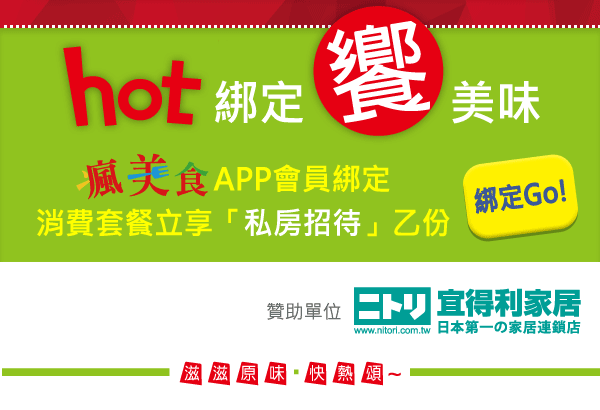 hot 綁定 饗 美味
瘋美食APP會員綁定
消費套餐立享「私房招待」乙份
綁定Go!
贊助單位
ニトリ 宜得利家居
www.nitori.com.tw 日本第一の家居連鎖店
滋滋原味·快熱頌~